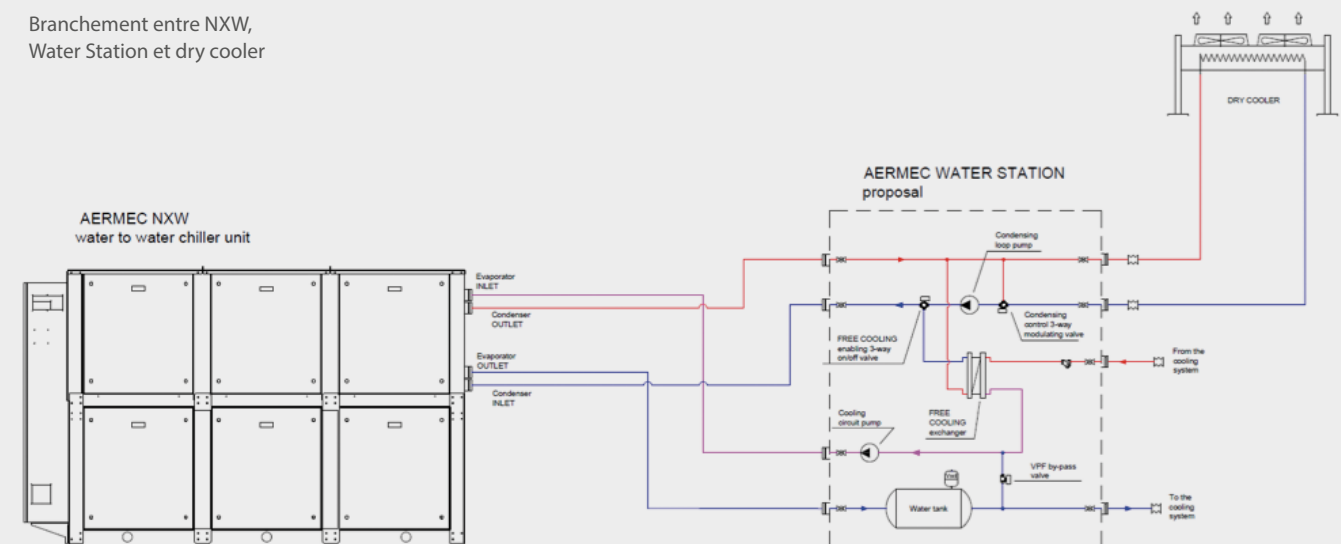 Branchement entre NXW,
Water Station et dry cooler
DRY COOLER
AERMEC WATER STATION
proposal
AERMEC NXW
water to water chiller unit
Condensing
loop pump
Evaporator
INLET
Condenser
OUTLET
Condensing
control 3-way
modulating valve
FREE COOLING
enabling 3-way
on/off valve
From the
cooling
system
Evaporator
OUTLET
Condenser
INLET
Cooling
circuit pump
FREE
COOLING
exchanger
VPF by-pass
valve
Water tank
To the
cooling
system